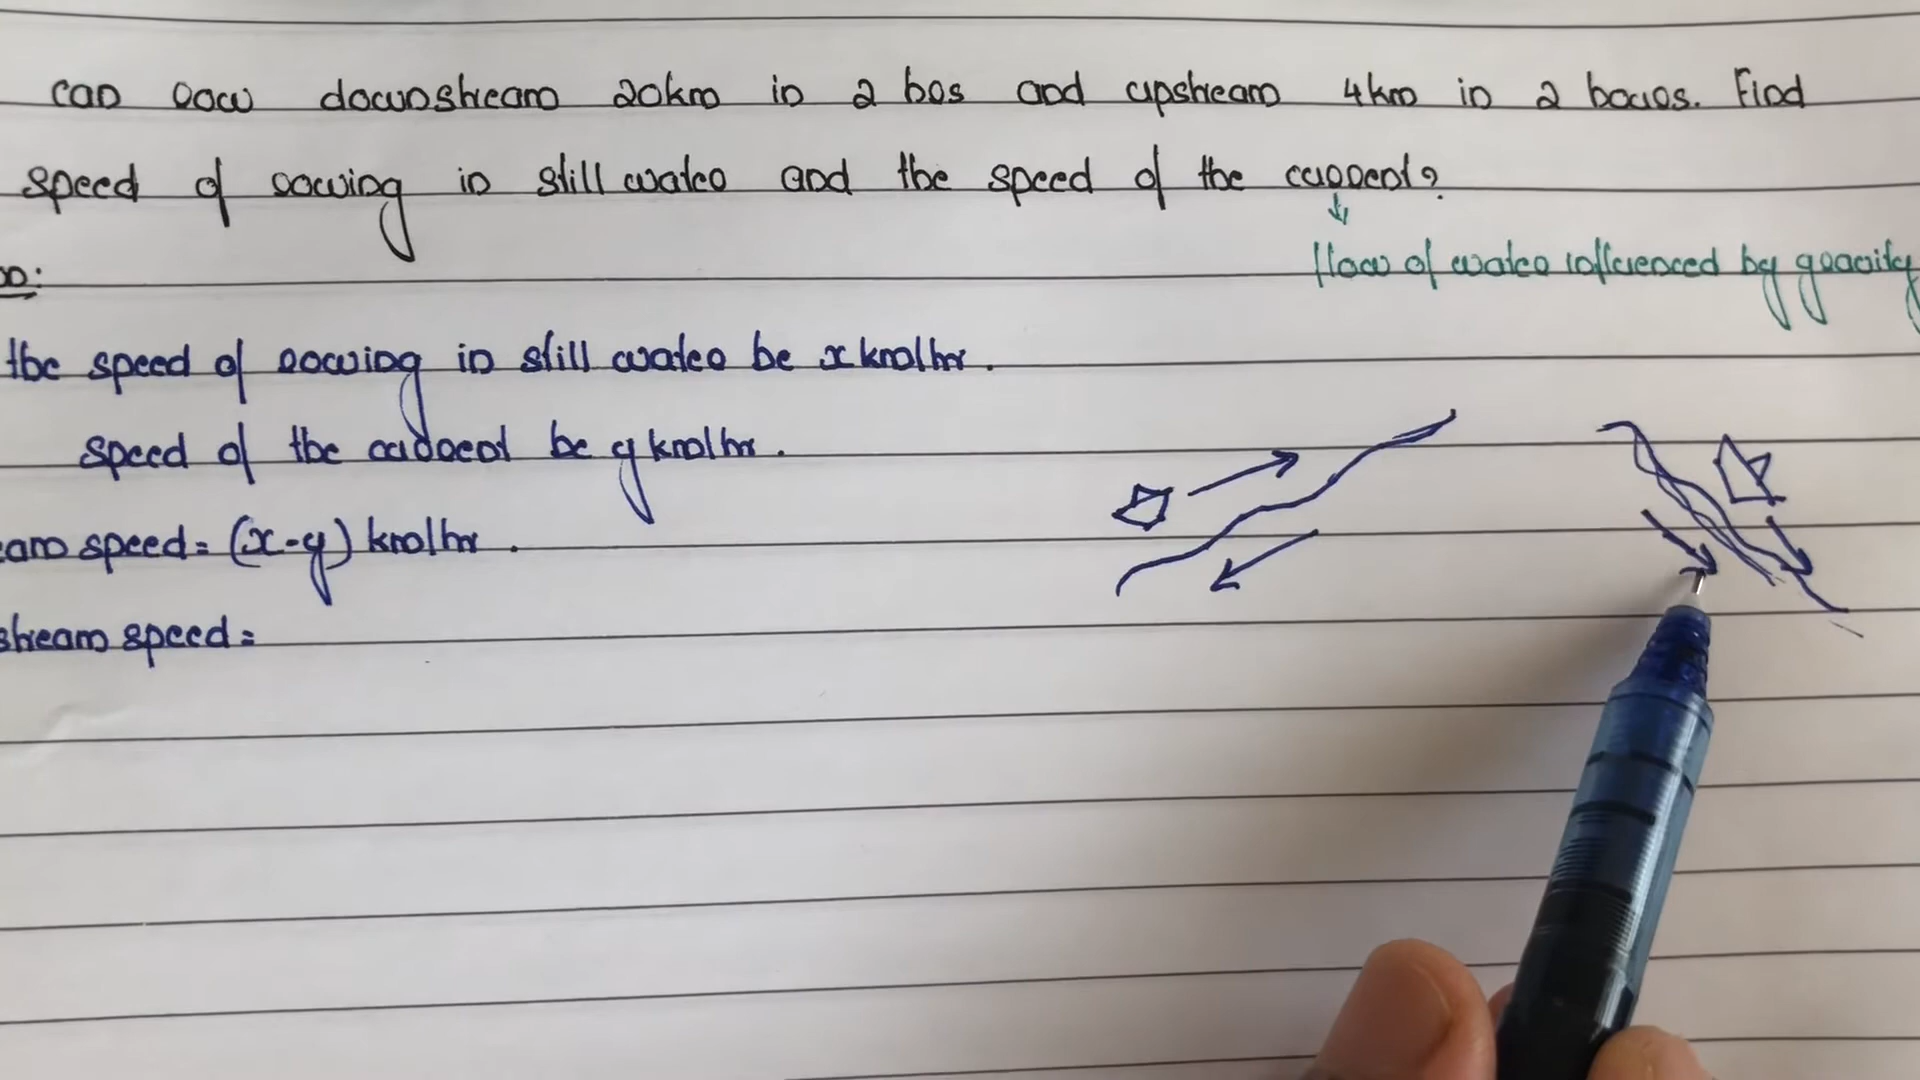 can row downstream 20km in 2 hrs and upstream 4km in 2 hours. Find
speed of rowing in still water and the speed of the current?
flow of water influenced by gravity
the speed of rowing in still water be x km/hr.
speed of the current be y km/hr.
eam speed = (x-y) km/hr.
stream speed =